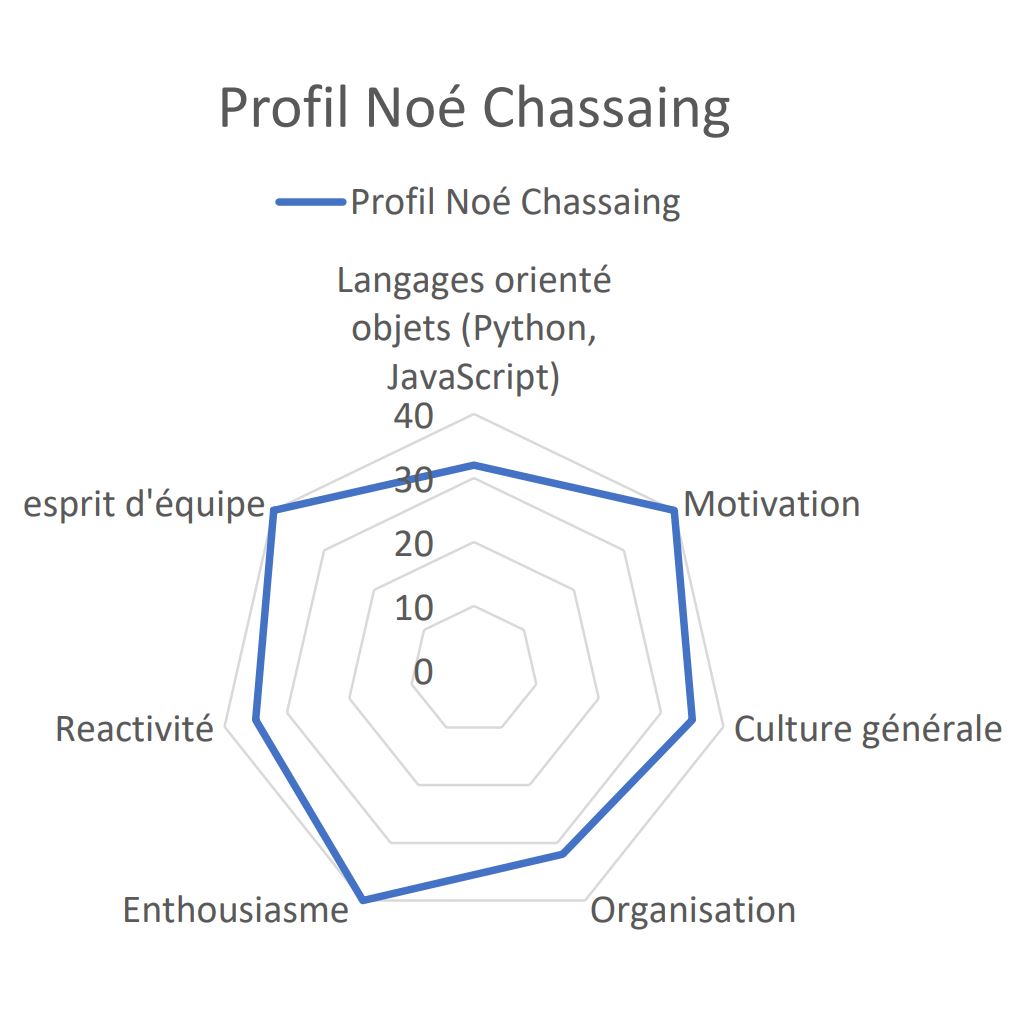 Profil Noé Chassaing
Profil Noé Chassaing
Langages orienté
objets (Python,
JavaScript)
40
30
20
10
0
esprit d'équipe
Motivation
Reactivité
Culture générale
Enthousiasme
Organisation